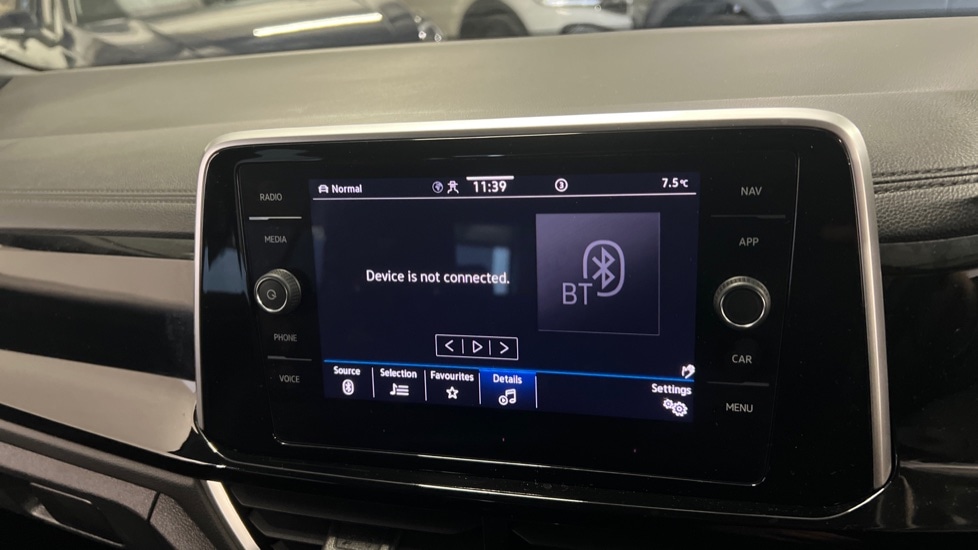 RADIO
MEDIA
PHONE
VOICE
Normal
11:39
3
7.5°C
Device is not connected.
BT
Source
Selection
Favourites
Details
Settings
NAV
APP
CAR
MENU